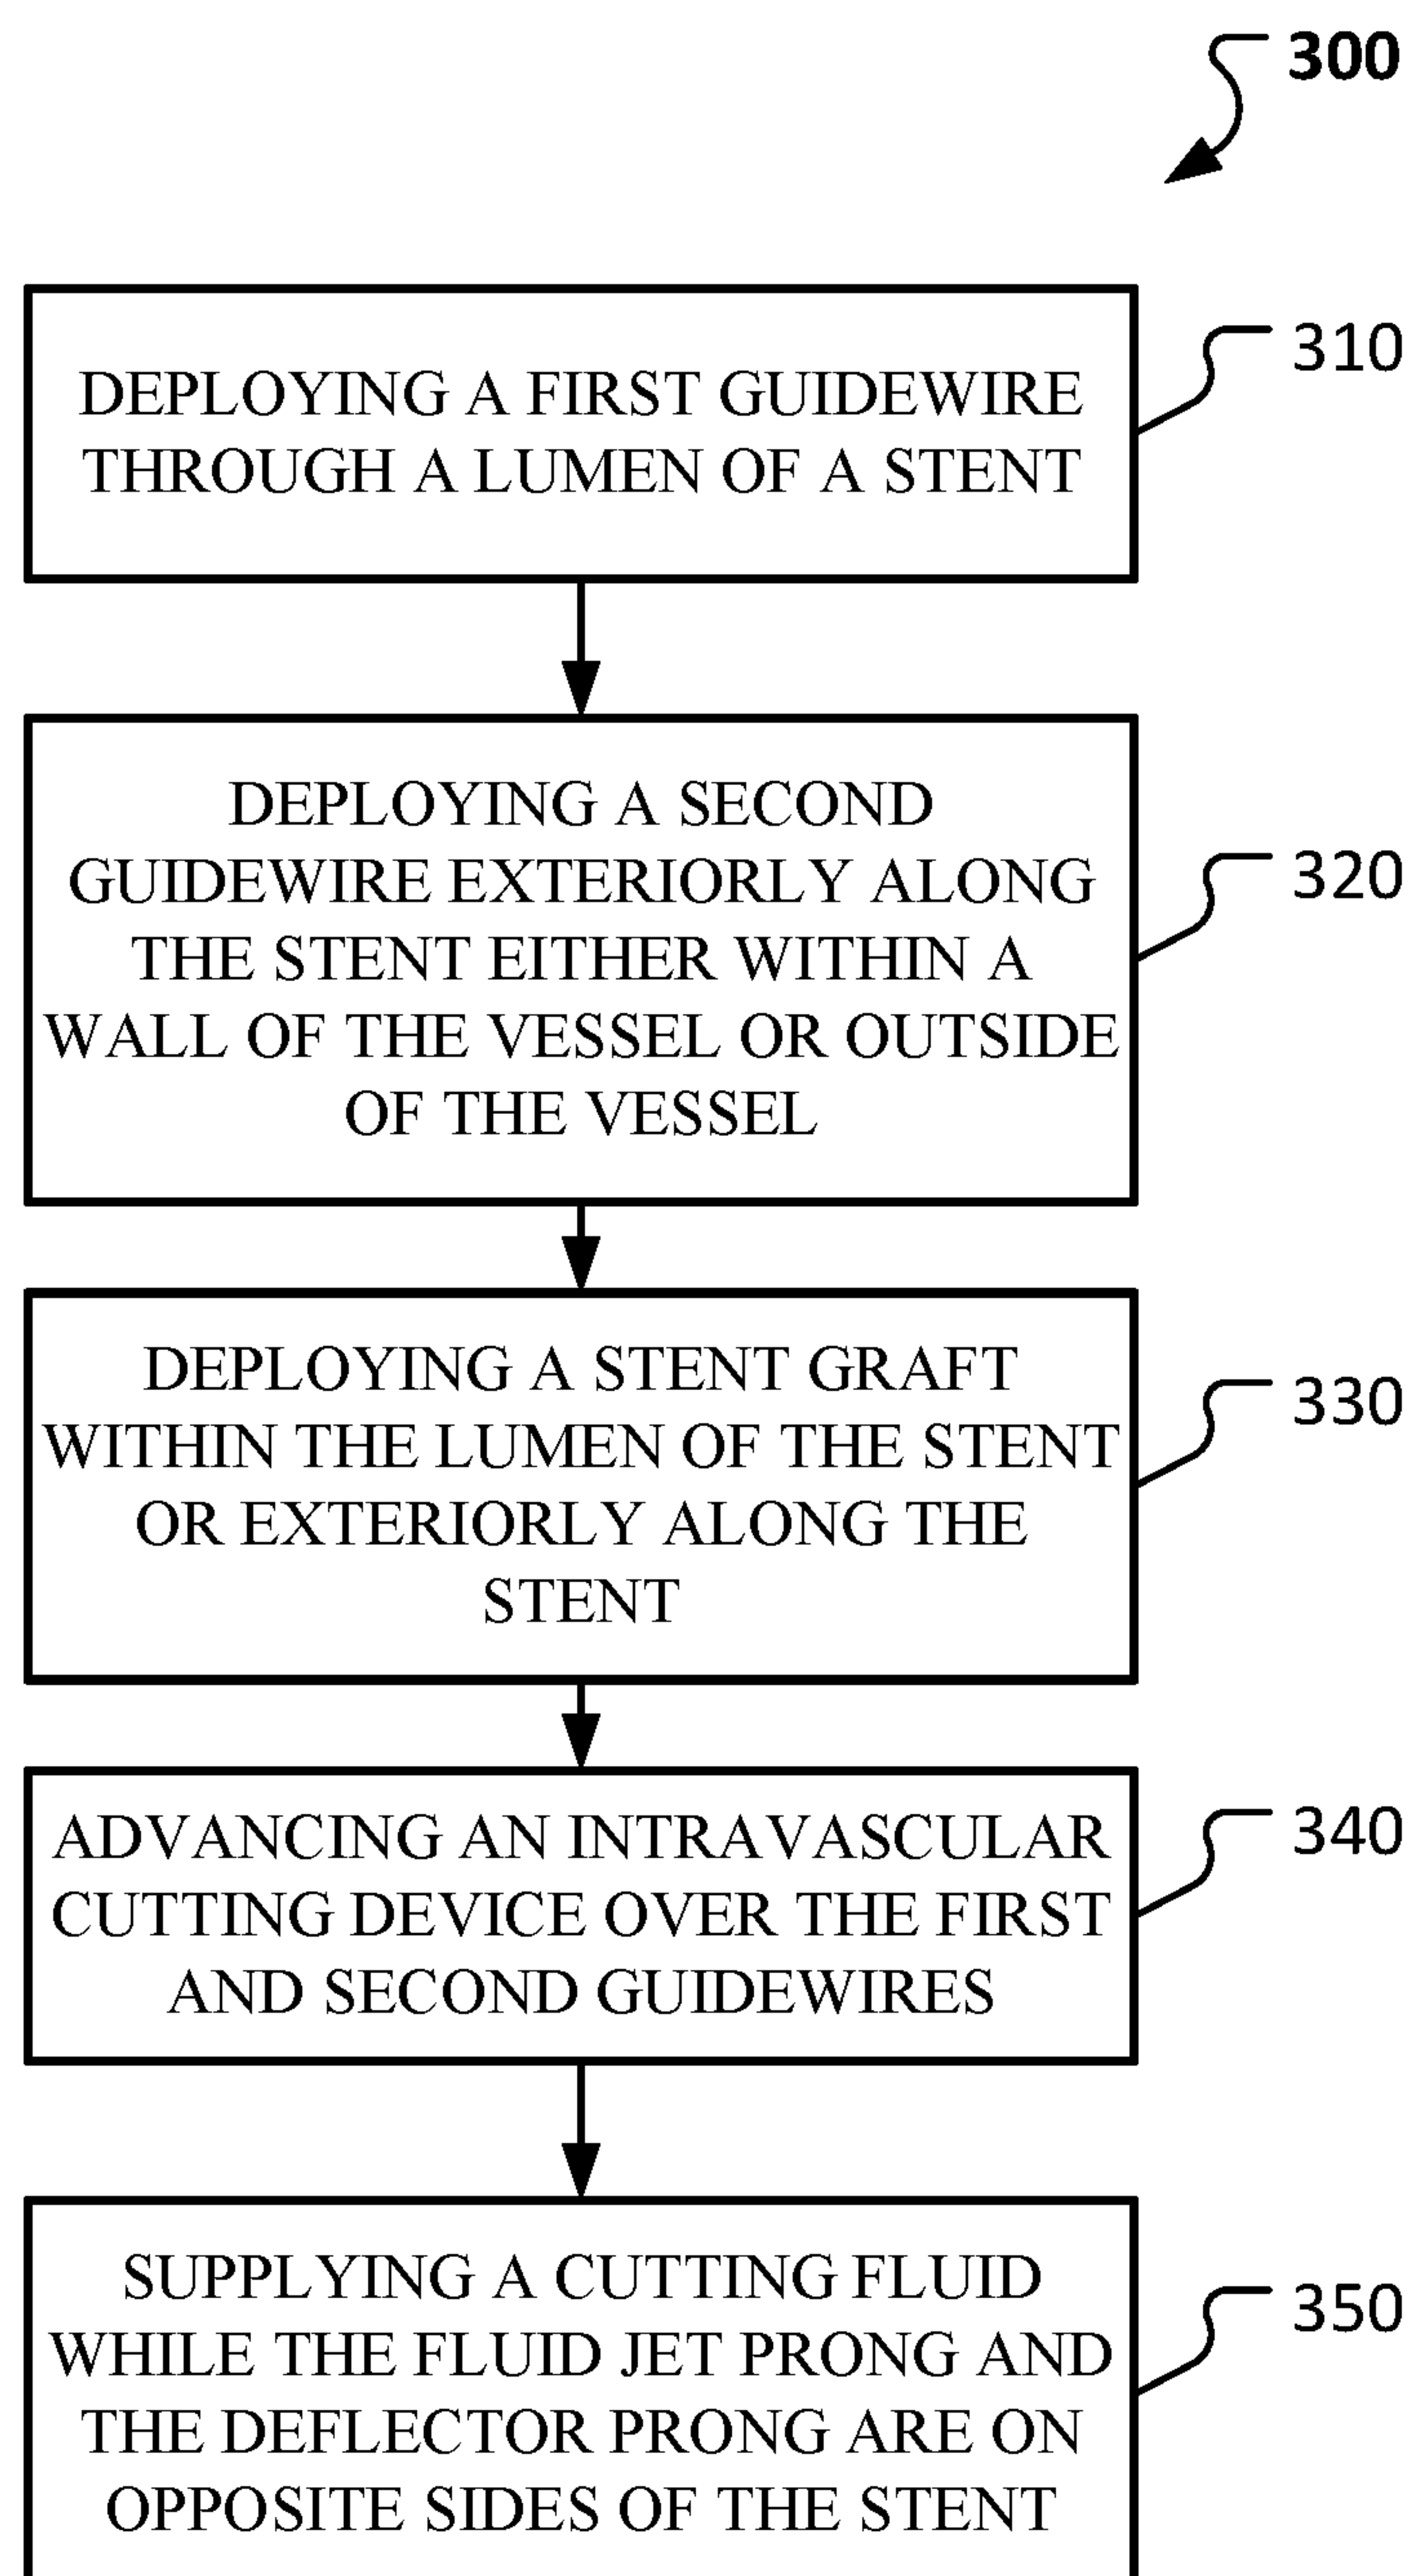 300
310
DEPLOYING A FIRST GUIDEWIRE
THROUGH A LUMEN OF A STENT
320
DEPLOYING A SECOND
GUIDEWIRE EXTERIORLY ALONG
THE STENT EITHER WITHIN A
WALL OF THE VESSEL OR OUTSIDE
OF THE VESSEL
330
DEPLOYING A STENT GRAFT
WITHIN THE LUMEN OF THE STENT
OR EXTERIORLY ALONG THE
STENT
340
ADVANCING AN INTRAVASCULAR
CUTTING DEVICE OVER THE FIRST
AND SECOND GUIDEWIRES
350
SUPPLYING A CUTTING FLUID
WHILE THE FLUID JET PRONG AND
THE DEFLECTOR PRONG ARE ON
OPPOSITE SIDES OF THE STENT